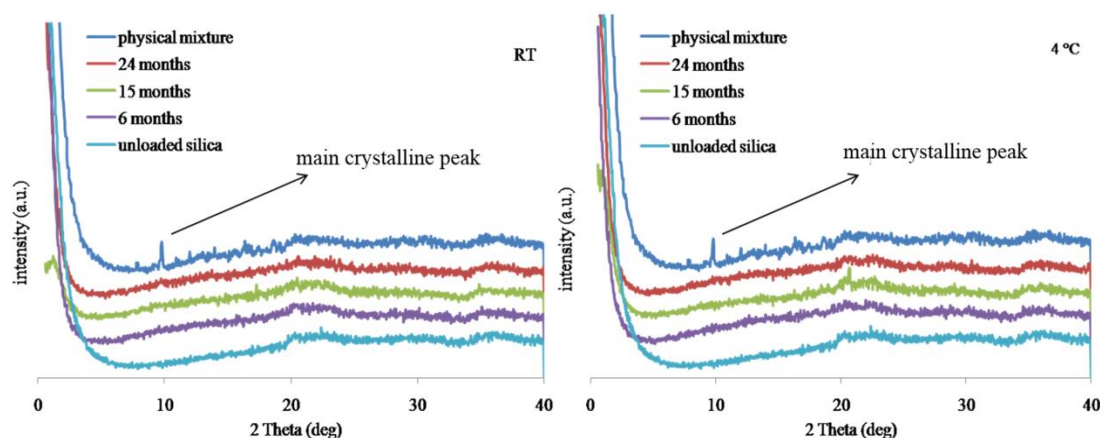 physical mixture
24 months
15 months
6 months
unloaded silica
RT
main crystalline peak
intensity (a.u.)
0 10 20 30 40
2 Theta (deg)
physical mixture
24 months
15 months
6 months
unloaded silica
4 °C
main crystalline peak
intensity (a.u.)
0 10 20 30 40
2 Theta (deg)